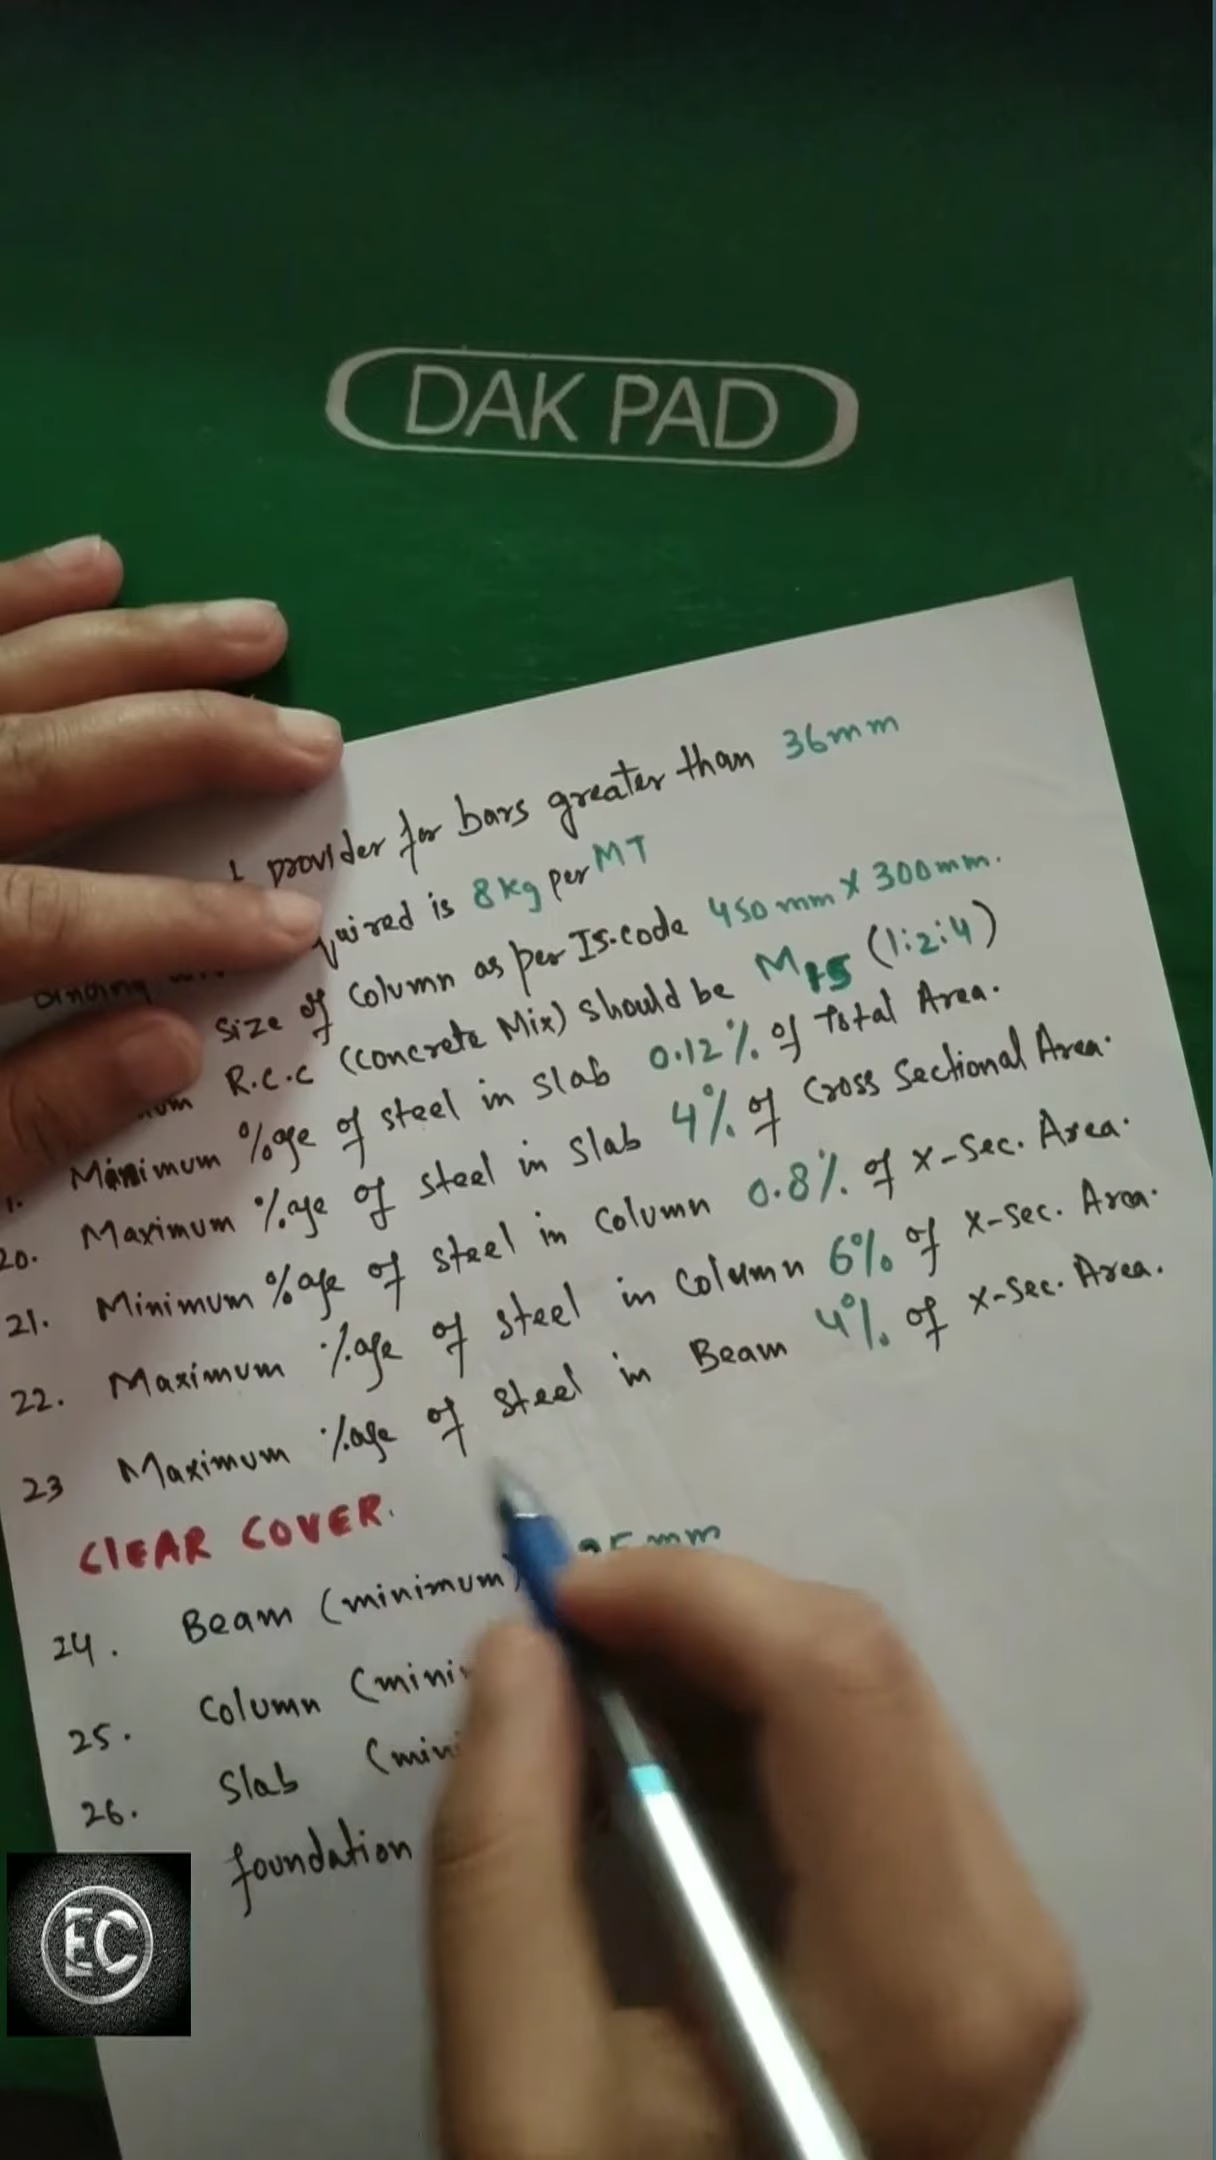 DAK PAD
provider for bars greater than 36mm
is 8kg per MT
size of column as per IS.code 450 mm X 300mm.
R.C.C (Concrete Mix) should be M15 (1:2:4)
Minimum %age of steel in slab 0.12% of Total Area.
20. Maximum %age of steel in slab 4% of Cross Sectional Area.
21. Minimum %age of steel in Column 0.8% of X-Sec. Area.
22. Maximum %age of steel in Column 6% of X-Sec. Area.
23 Maximum %age of steel in Beam 4% of X-Sec. Area.
ClEAR COVER.
24. Beam (minimum) mm
25. Column
26. Slab
foundation
EC